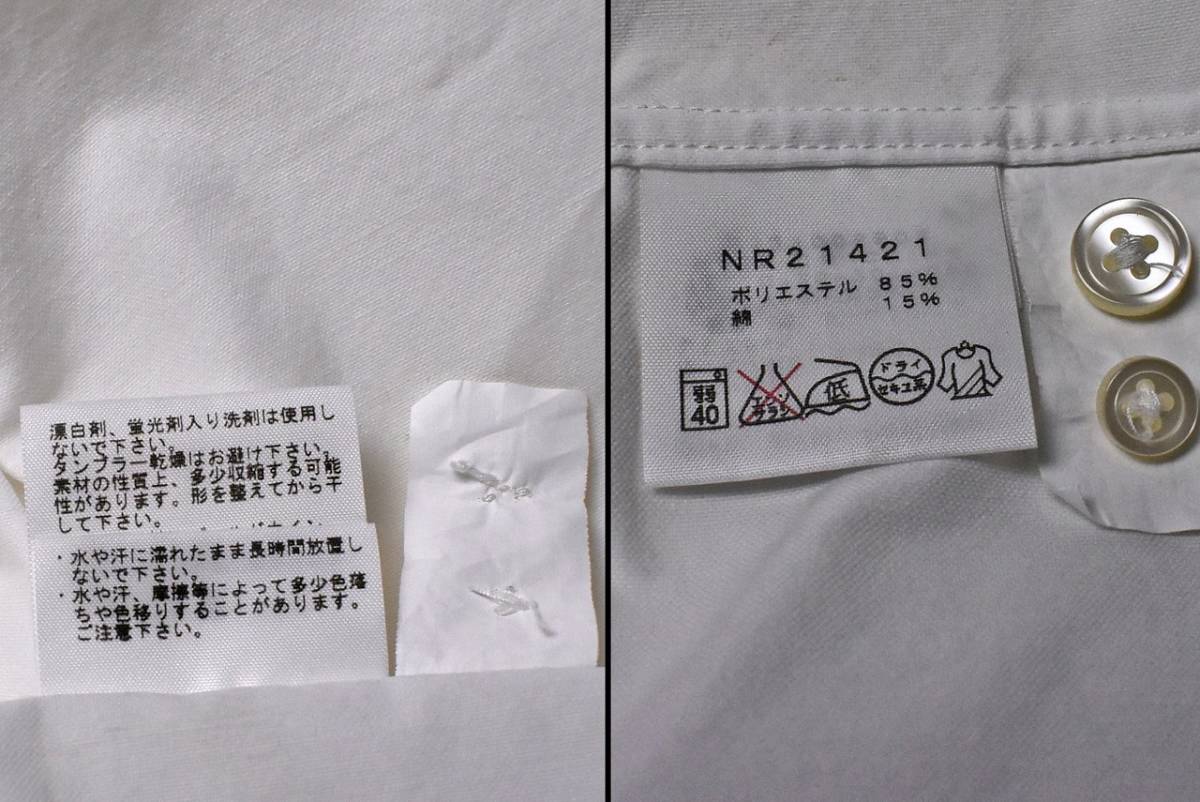 漂白剤、蛍光剤入り洗剤は使用し
ないで下さい。
タンブラー乾燥はお避け下さい。
素材の性質上、多少収縮する可能
性があります。形を整えてから干
して下さい。
・水や汗に濡れたまま長時間放置し
ないで下さい。
・水や汗、摩擦等によって多少色落
ちや色移りすることがあります。
ご注意下さい。
NR21421
ポリエステル 85%
綿 15%
弱
40
エンソ
サラシ
低
ドライ
セキユ系